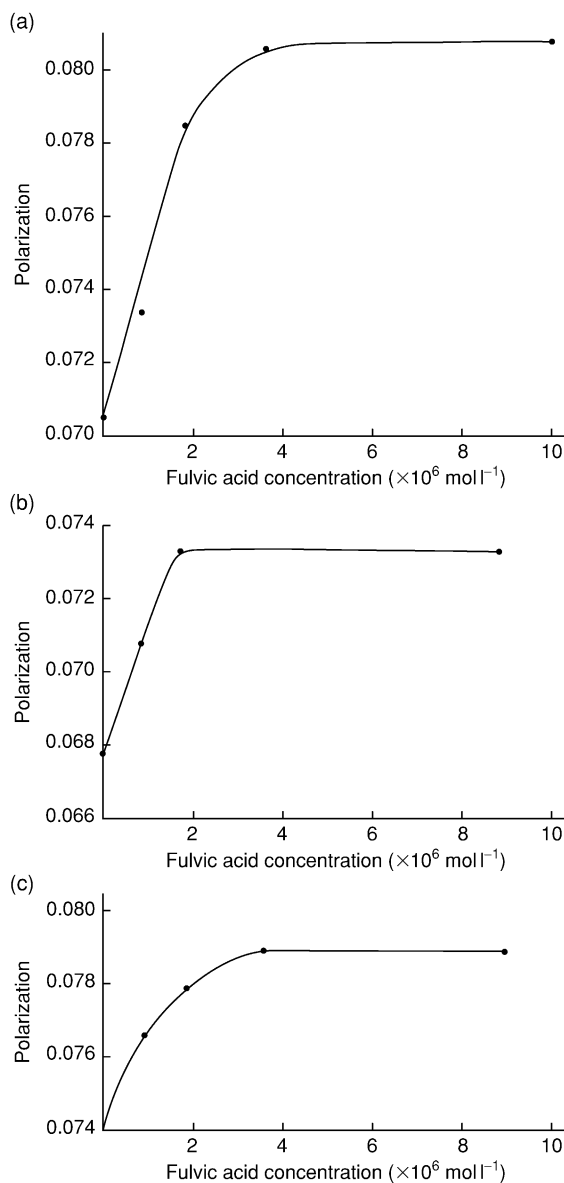 (a)
0.080
0.078
0.076
0.074
0.072
0.070
Polarization
2 4 6 8 10
Fulvic acid concentration (×10⁶ mol l⁻¹)
(b)
0.074
0.072
0.070
0.068
0.066
Polarization
2 4 6 8 10
Fulvic acid concentration (×10⁶ mol l⁻¹)
(c)
0.080
0.078
0.076
0.074
Polarization
2 4 6 8 10
Fulvic acid concentration (×10⁶ mol l⁻¹)